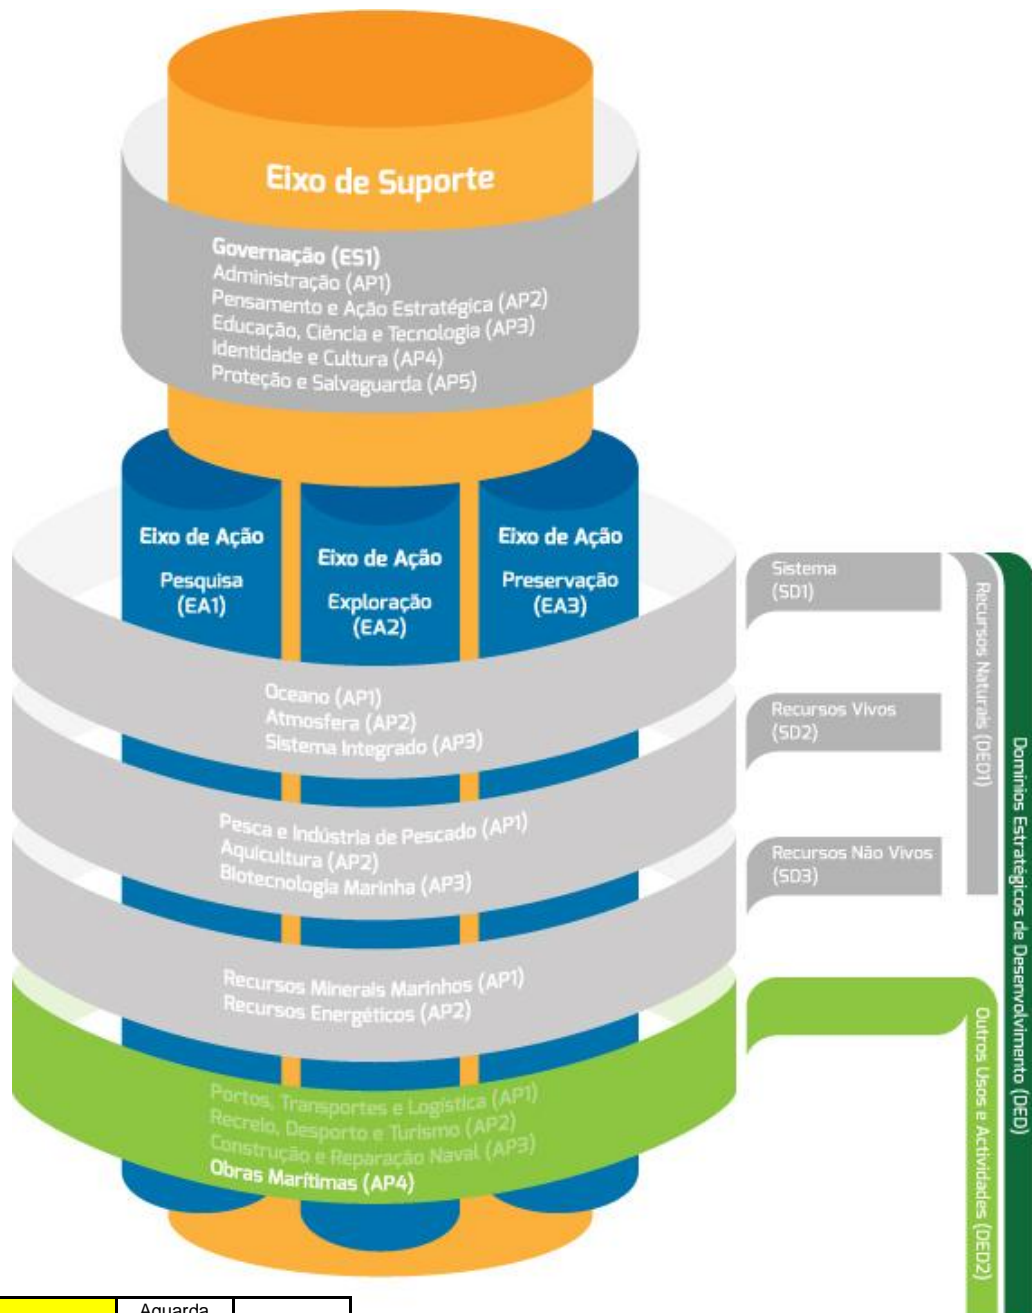 Eixo de Suporte
Governação (ES1)
Administração (AP1)
Pensamento e Ação Estratégica (AP2)
Educação, Ciência e Tecnologia (AP3)
Identidade e Cultura (AP4)
Proteção e Salvaguarda (AP5)
Eixo de Ação
Pesquisa
(EA1)
Eixo de Ação
Exploração
(EA2)
Eixo de Ação
Preservação
(EA3)
Oceano (AP1)
Atmosfera (AP2)
Sistema Integrado (AP3)
Pesca e Indústria de Pescado (AP1)
Aquicultura (AP2)
Biotecnologia Marinha (AP3)
Recursos Minerais Marinhos (AP1)
Recursos Energéticos (AP2)
Portos, Transportes e Logística (AP1)
Recreio, Desporto e Turismo (AP2)
Construção e Reparação Naval (AP3)
Obras Marítimas (AP4)
Sistema
(SD1)
Recursos Vivos
(SD2)
Recursos Não Vivos
(SD3)
Recursos Naturais (DED1)
Outros Usos e Actividades (DED2)
Domínios Estratégicos de Desenvolvimento (DED)
Aguarda